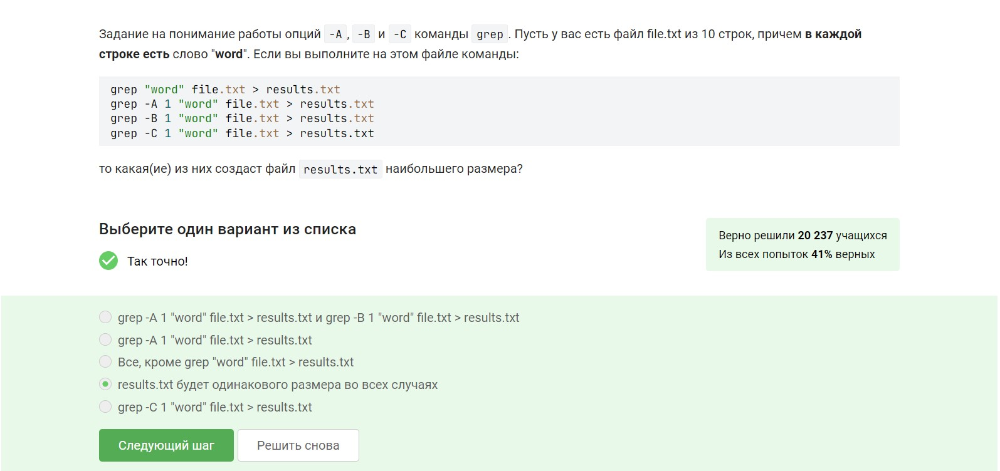 Задание на понимание работы опций -A, -B и -C команды grep. Пусть у вас есть файл file.txt из 10 строк, причем в каждой
строке есть слово "word". Если вы выполните на этом файле команды:
grep "word" file.txt > results.txt
grep -A 1 "word" file.txt > results.txt
grep -B 1 "word" file.txt > results.txt
grep -C 1 "word" file.txt > results.txt
то какая(ие) из них создаст файл results.txt наибольшего размера?
Выберите один вариант из списка
Так точно!
Верно решили 20 237 учащихся
Из всех попыток 41% верных
grep -A 1 "word" file.txt > results.txt и grep -B 1 "word" file.txt > results.txt
grep -A 1 "word" file.txt > results.txt
Все, кроме grep "word" file.txt > results.txt
results.txt будет одинакового размера во всех случаях
grep -C 1 "word" file.txt > results.txt
Следующий шаг
Решить снова